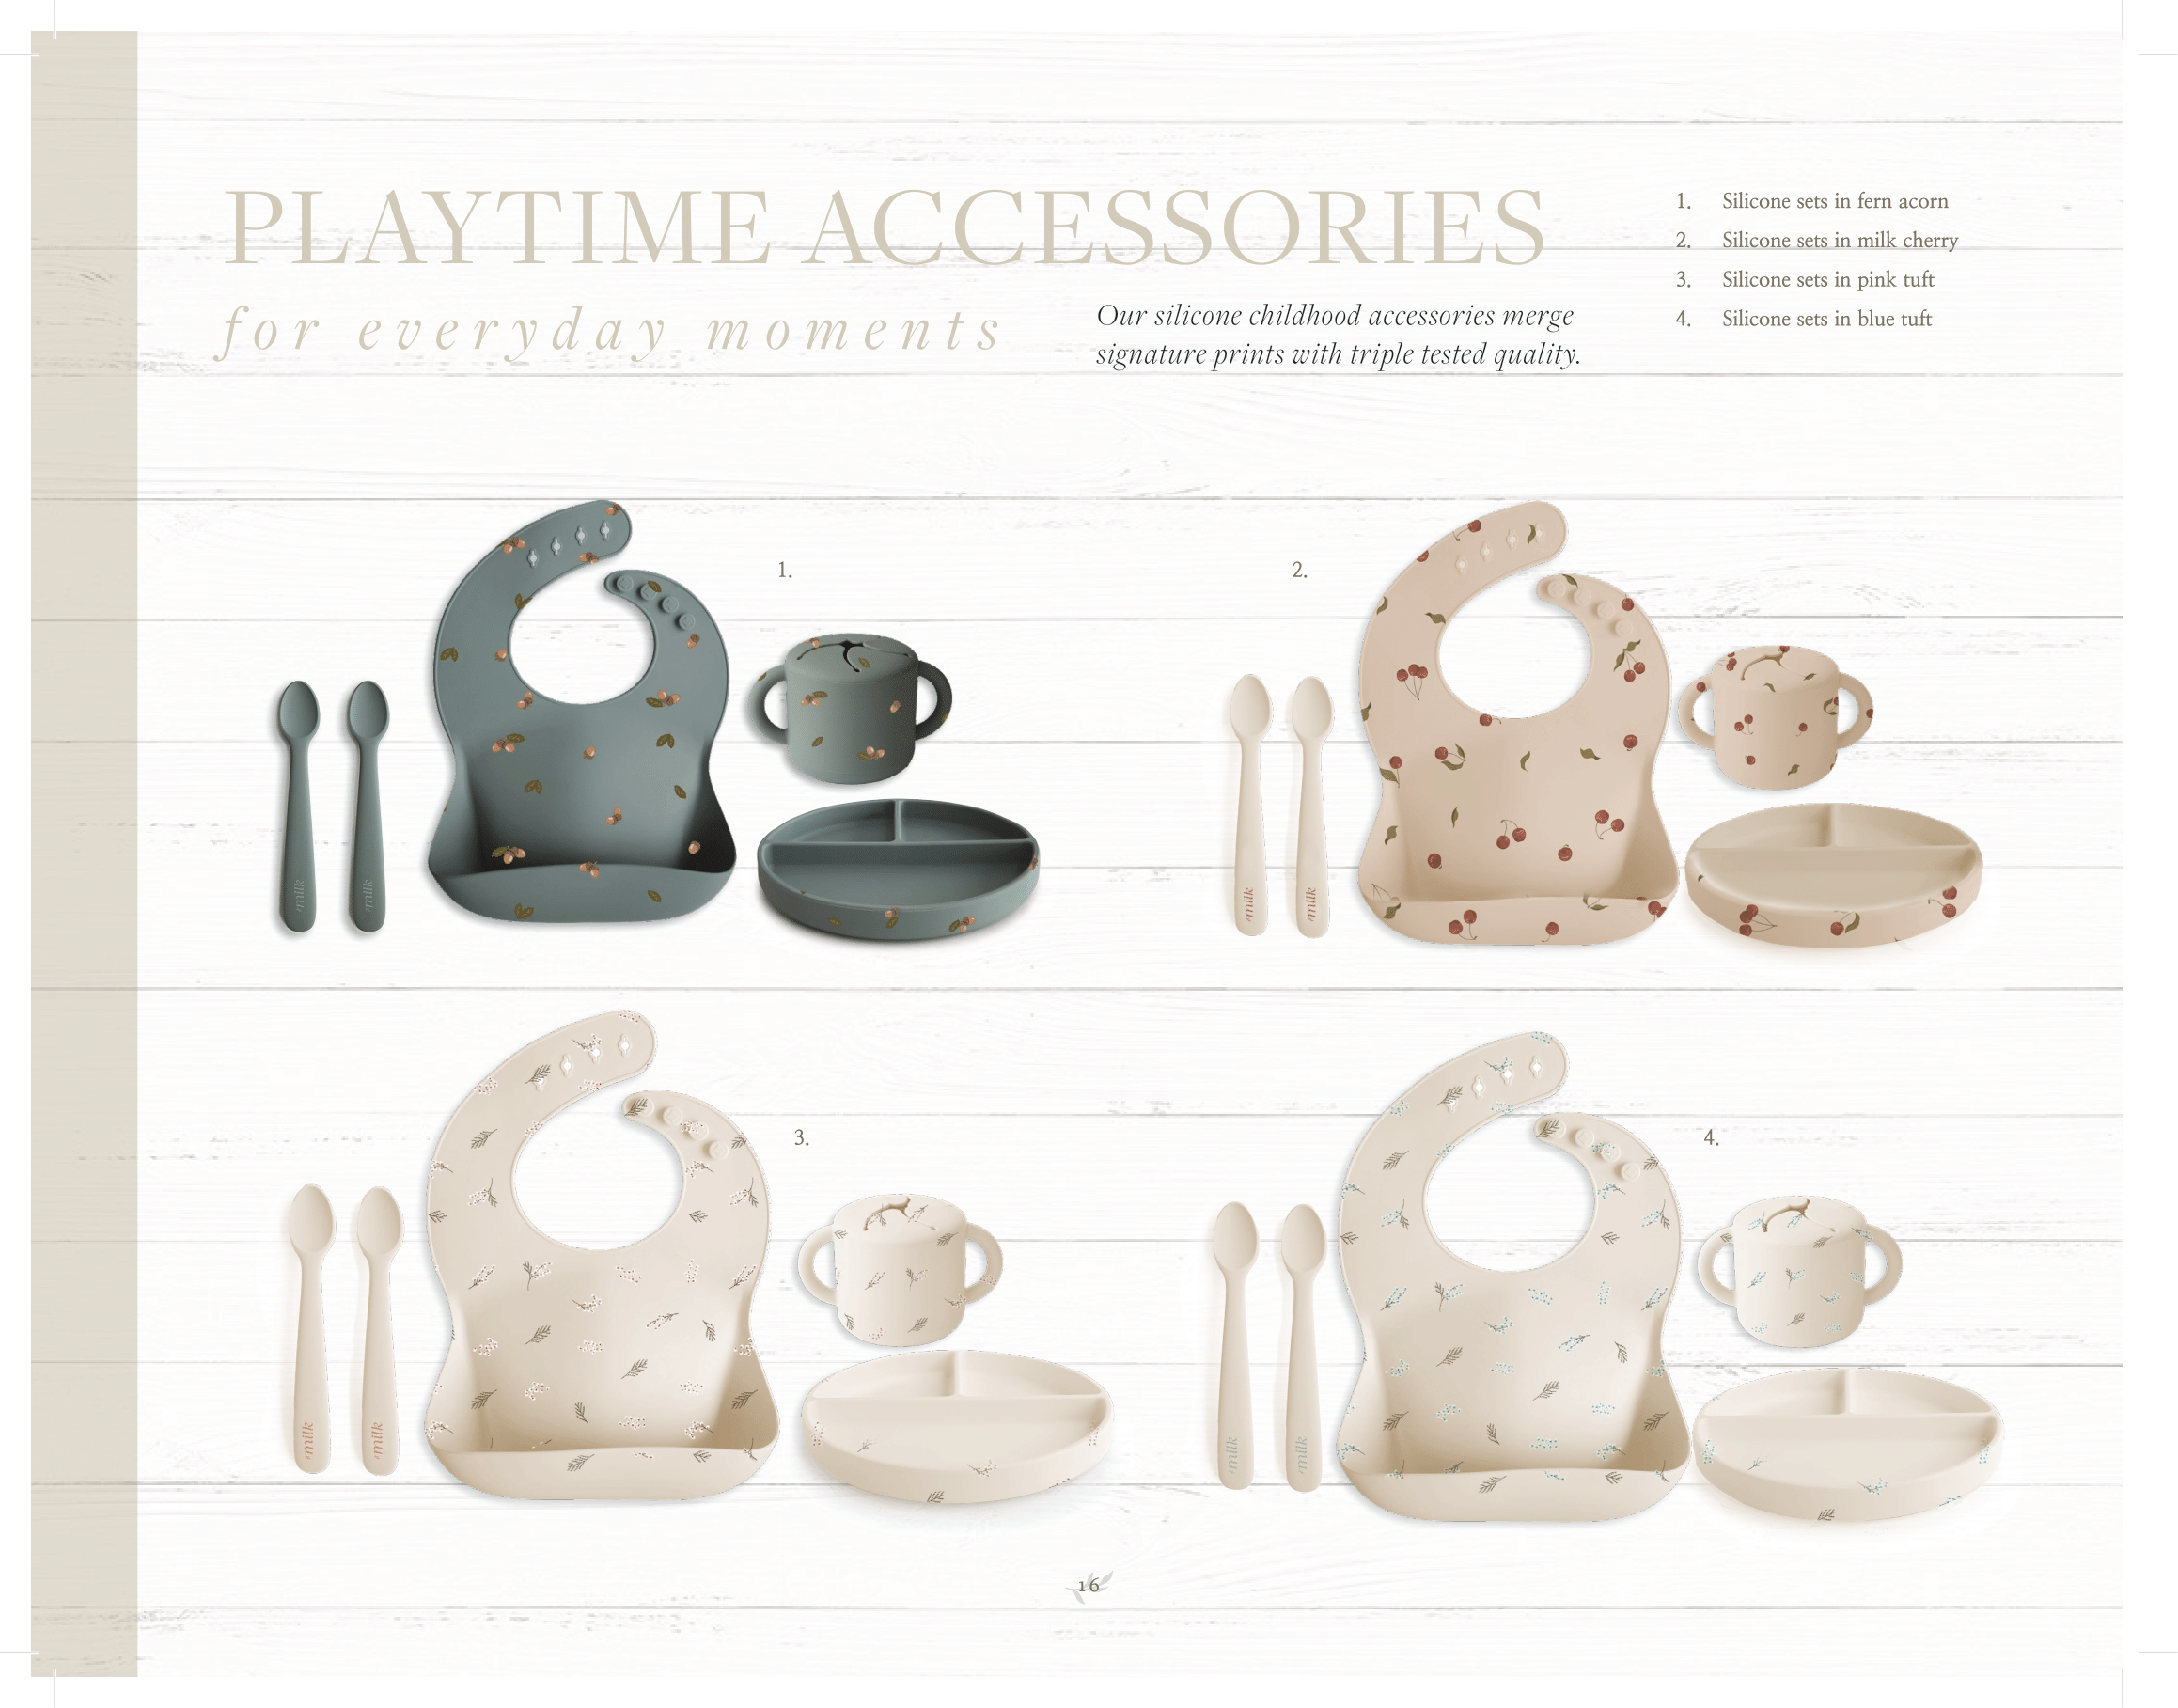 PLAYTIME ACCESSORIES
for everyday moments
Our silicone childhood accessories merge
signature prints with triple tested quality.
1. Silicone sets in fern acorn
2. Silicone sets in milk cherry
3. Silicone sets in pink tuft
4. Silicone sets in blue tuft
1.
2.
milk
milk
milk
milk
3.
4.
milk
milk
milk
milk
16